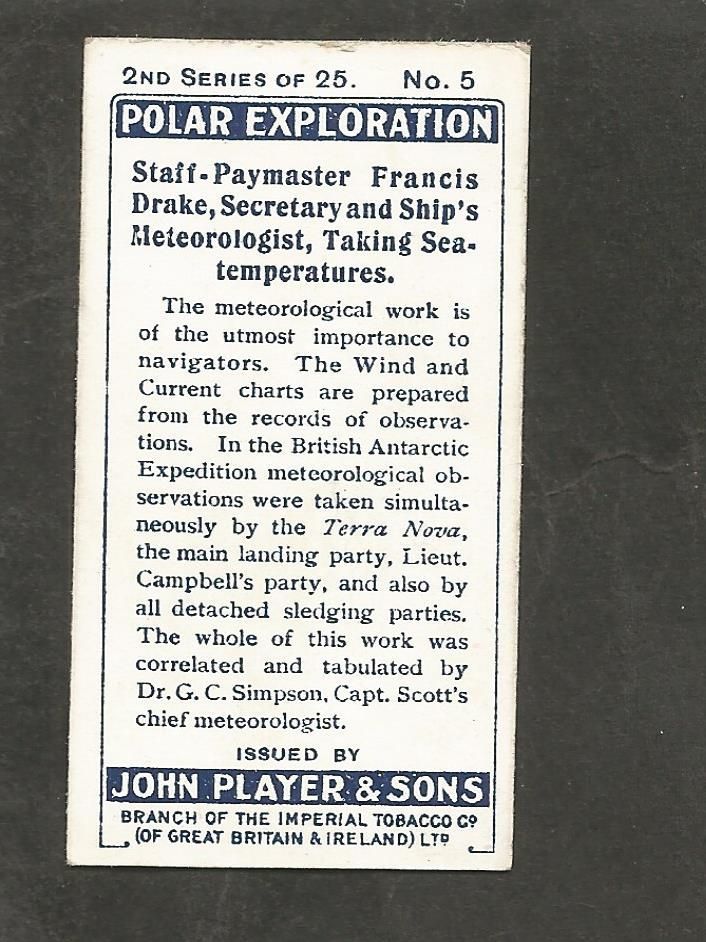 2ND SERIES OF 25. No. 5
POLAR EXPLORATION
Staff-Paymaster Francis
Drake, Secretary and Ship's
Meteorologist, Taking Sea-
temperatures.
The meteorological work is
of the utmost importance to
navigators. The Wind and
Current charts are prepared
from the records of observa-
tions. In the British Antarctic
Expedition meteorological ob-
servations were taken simulta-
neously by the Terra Nova,
the main landing party, Lieut.
Campbell's party, and also by
all detached sledging parties.
The whole of this work was
correlated and tabulated by
Dr. G. C. Simpson, Capt. Scott's
chief meteorologist.
ISSUED BY
JOHN PLAYER & SONS
BRANCH OF THE IMPERIAL TOBACCO CO
(OF GREAT BRITAIN & IRELAND) LTD